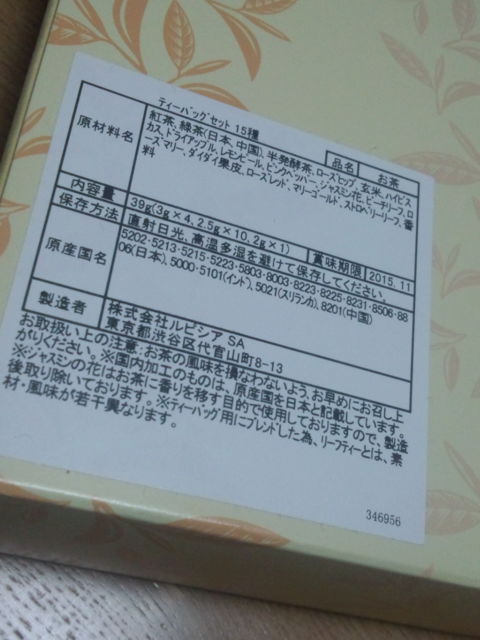 ティーバッグセット 15種
品名 お茶
原材料名 紅茶、緑茶(日本、中国)、半発酵茶、ローズヒップ、玄米、ハイビス
カス、ドライアップル、レモンピール、ピンクペッパー、ジャスミン花、ピーチリーフ、ロ
ーズマリー、ダイダイ果皮、ローズレッド、マリーゴールド、ストロベリーリーフ、香
料
内容量 39g(3g×4,2.5g×10,2g×1) 賞味期限 2015.11
保存方法 直射日光、高温多湿を避けて保存してください。
原産国名 5202・5213・5215・5223・5803・8003・8223・8225・8231・8506・88
06(日本)、5000・5101(インド)、5021(スリランカ)、8201(中国)
製造者 株式会社ルピシア SA
東京都渋谷区代官山町8-13
お取扱い上の注意:お茶の風味を損なわないよう、お早めにお召し上
がりください。※国内加工のものは、原産国を日本と記載しています。
※ジャスミンの花はお茶に香りを移す目的で使用しておりますので、製造
後取り除いております。※ティーバッグ用にブレンドした為、リーフティーとは、素
材・風味が若干異なります。
346956